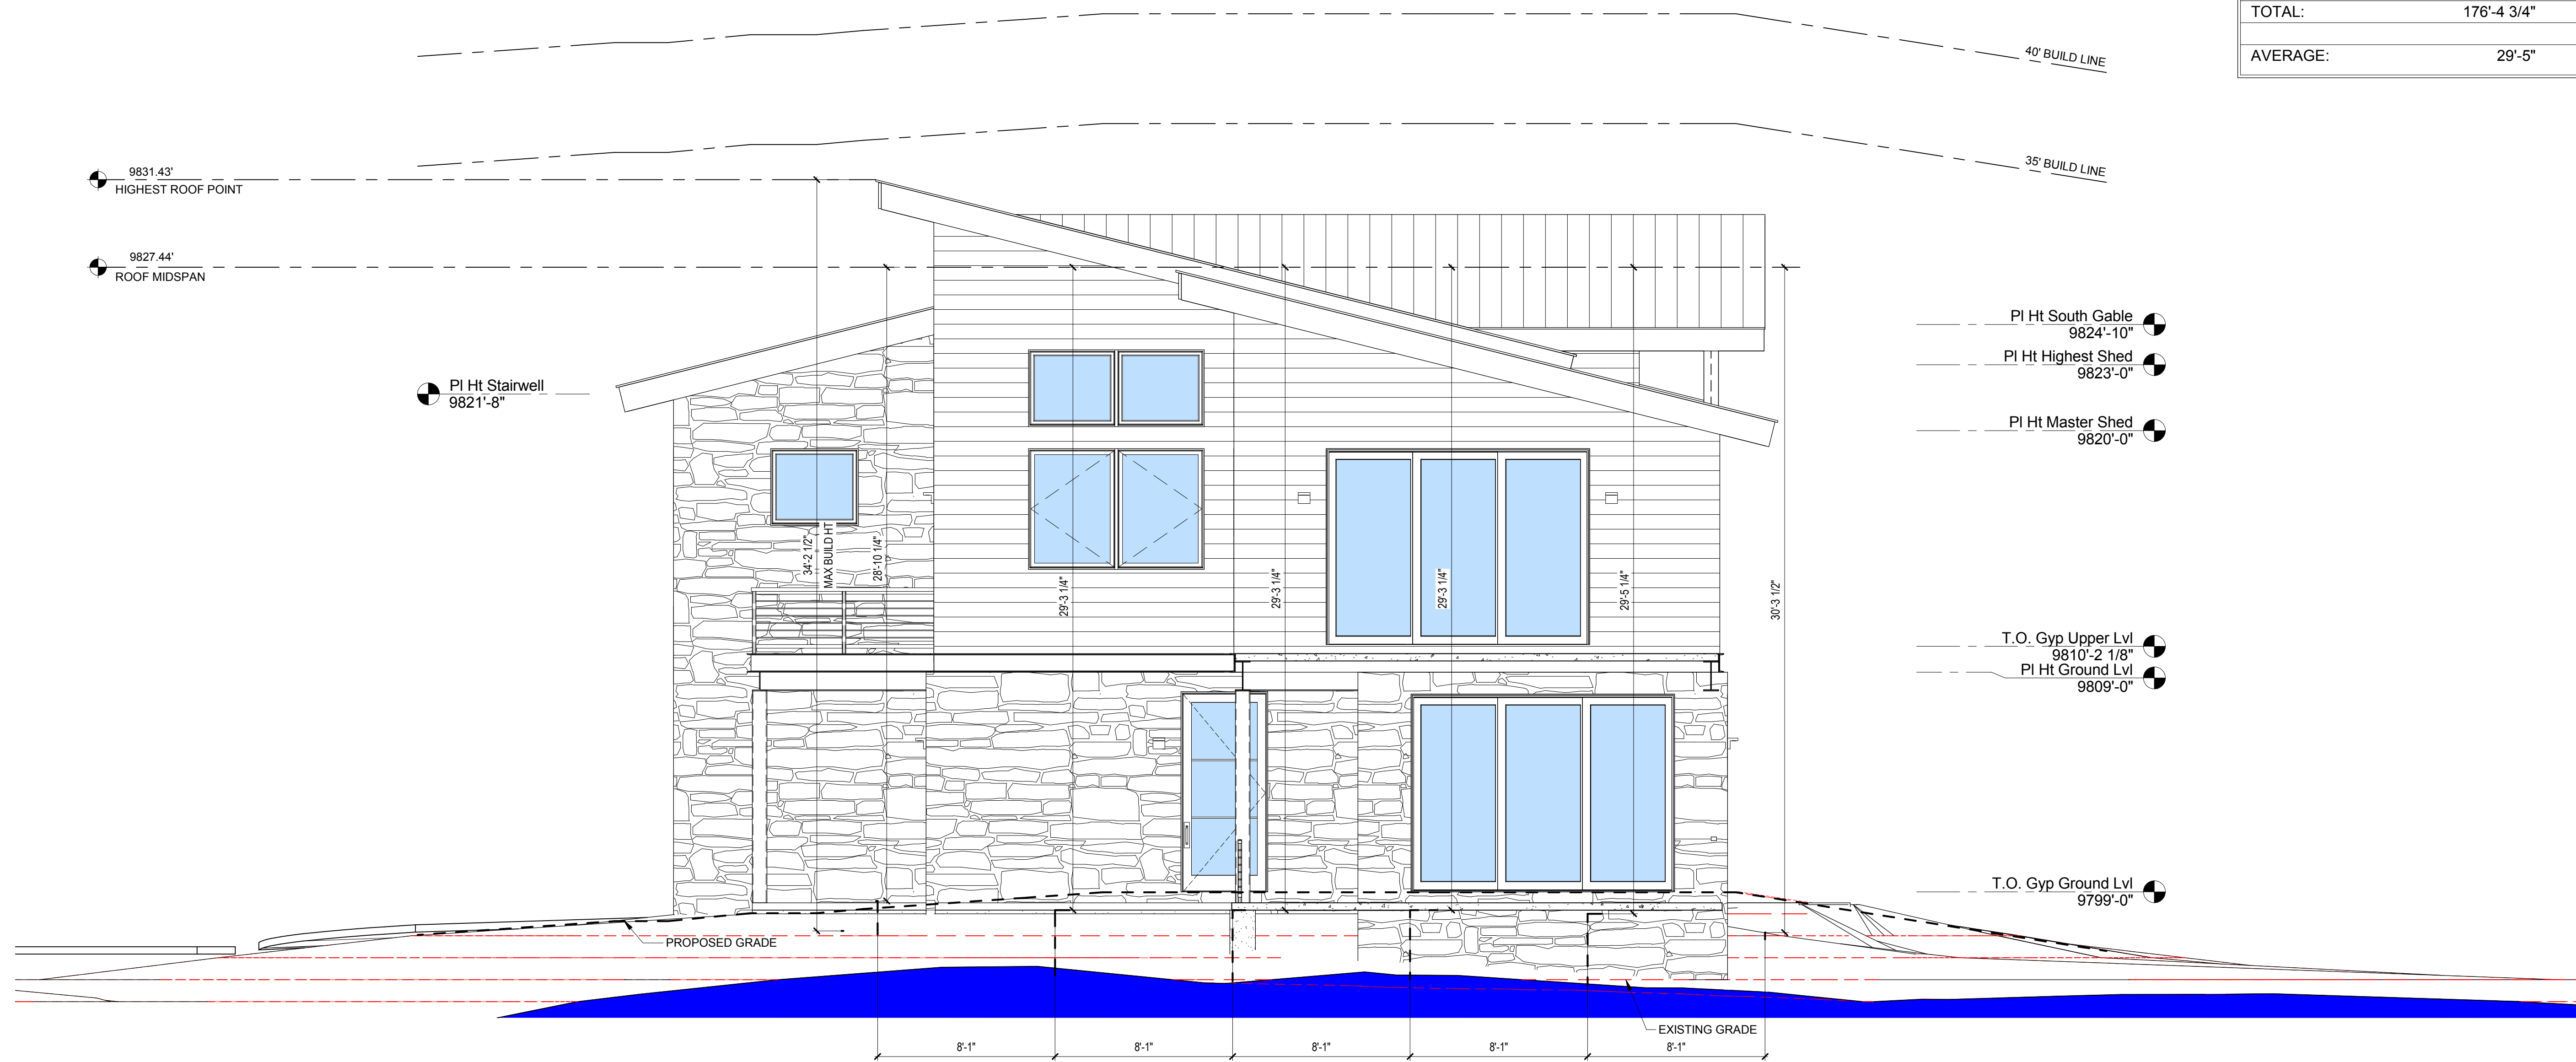 TOTAL: 176'-4 3/4"
AVERAGE: 29'-5"
40' BUILD LINE
35' BUILD LINE
9831.43'
HIGHEST ROOF POINT
9827.44'
ROOF MIDSPAN
Pl Ht South Gable
9824'-10"
Pl Ht Highest Shed
9823'-0"
Pl Ht Stairwell
9821'-8"
Pl Ht Master Shed
9820'-0"
34'-2 1/2"
MAX BUILD HT
28'-10 1/4"
29'-3 1/4"
29'-3 1/4"
29'-3 1/4"
29'-5 1/4"
30'-3 1/2"
T.O. Gyp Upper Lvl
9810'-2 1/8"
Pl Ht Ground Lvl
9809'-0"
T.O. Gyp Ground Lvl
9799'-0"
PROPOSED GRADE
EXISTING GRADE
8'-1"
8'-1"
8'-1"
8'-1"
8'-1"